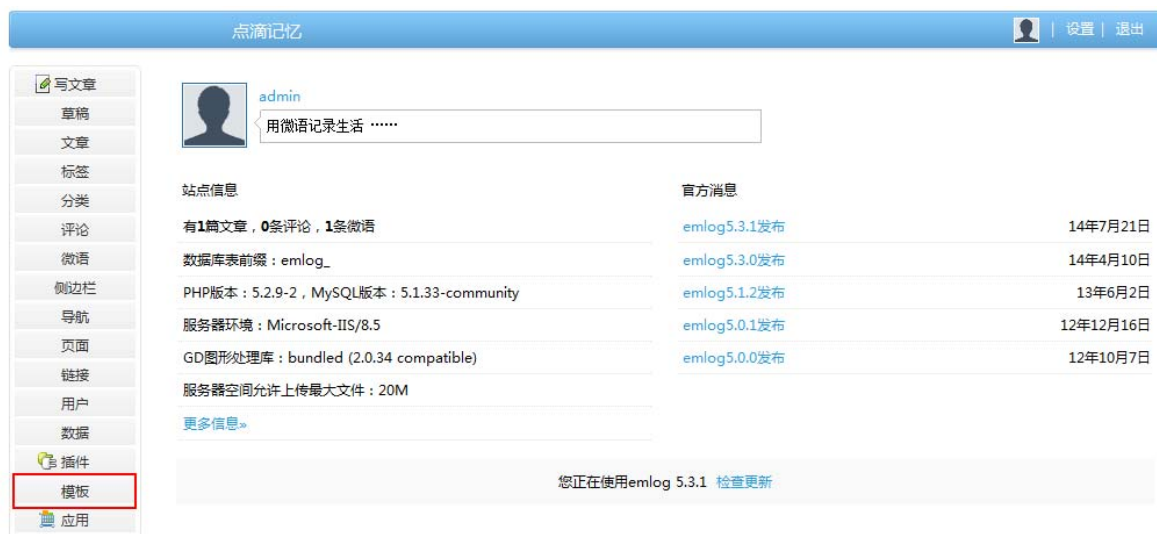 点滴记忆
| 设置 | 退出
写文章
草稿
文章
标签
分类
评论
微语
侧边栏
导航
页面
链接
用户
数据
插件
模板
应用
admin
用微语记录生活 ……
站点信息
有1篇文章，0条评论，1条微语
数据库表前缀：emlog_
PHP版本：5.2.9-2，MySQL版本：5.1.33-community
服务器环境：Microsoft-IIS/8.5
GD图形处理库：bundled (2.0.34 compatible)
服务器空间允许上传最大文件：20M
更多信息»
官方消息
emlog5.3.1发布 14年7月21日
emlog5.3.0发布 14年4月10日
emlog5.1.2发布 13年6月2日
emlog5.0.1发布 12年12月16日
emlog5.0.0发布 12年10月7日
您正在使用emlog 5.3.1 检查更新